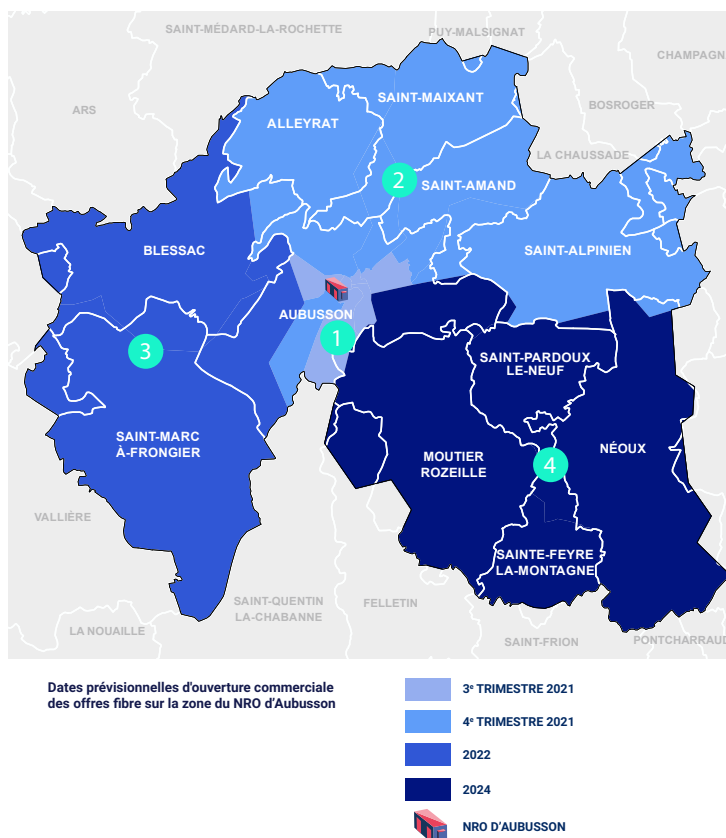 SAINT-MÉDARD-LA-ROCHETTE
PUY-MALSIGNAT
CHAMPAGN
ARS
SAINT-MAIXANT
BOSROGER
ALLEYRAT
LA CHAUSSADE
2
SAINT-AMAND
BLESSAC
SAINT-ALPINIEN
AUBUSSON
1
3
SAINT-PARDOUX
LE-NEUF
SAINT-MARC
À-FRONGIER
MOUTIER
ROZEILLE
4
NÉOUX
VALLIÈRE
SAINTE-FEYRE
LA-MONTAGNE
SAINT-QUENTIN
LA-CHABANNE
FELLETIN
LA NOUAILLE
SAINT-FRION
PONTCHARRAUD
Dates prévisionnelles d'ouverture commerciale
des offres fibre sur la zone du NRO d'Aubusson
3e TRIMESTRE 2021
4e TRIMESTRE 2021
2022
2024
NRO D'AUBUSSON